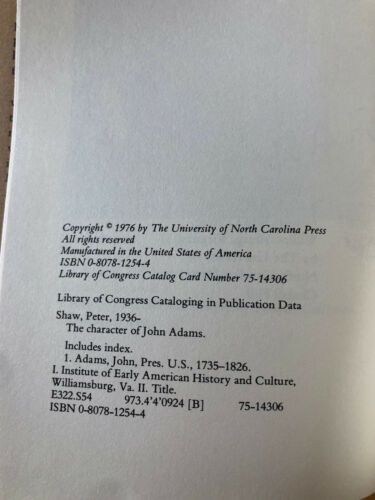 Copyright © 1976 by The University of North Carolina Press
All rights reserved
Manufactured in the United States of America
ISBN 0-8078-1254-4
Library of Congress Catalog Card Number 75-14306
Library of Congress Cataloging in Publication Data
Shaw, Peter, 1936-
The character of John Adams.
Includes index.
1. Adams, John, Pres. U.S., 1735-1826.
I. Institute of Early American History and Culture,
Williamsburg, Va. II. Title.
E322.S54 973.4'4'0924 [B] 75-14306
ISBN 0-8078-1254-4